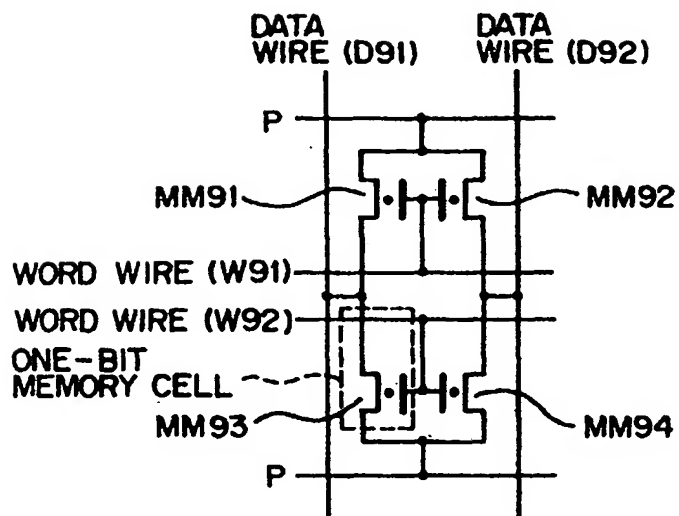 DATA
WIRE (D91)
DATA
WIRE (D92)
P
MM91
MM92
WORD WIRE (W91)
WORD WIRE (W92)
ONE-BIT
MEMORY CELL
MM93
MM94
P